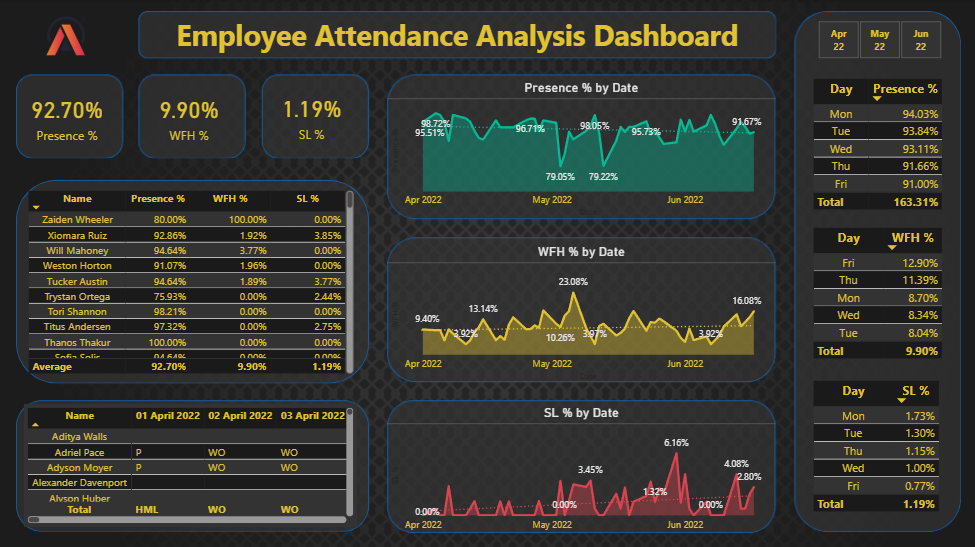 Employee Attendance Analysis Dashboard
Apr 22 May 22 Jun 22
92.70%
Presence %
9.90%
WFH %
1.19%
SL %
Name Presence % WFH % SL %
Zaiden Wheeler 80.00% 100.00% 0.00%
Xiomara Ruiz 92.86% 1.92% 3.85%
Will Mahoney 94.64% 3.77% 0.00%
Weston Horton 91.07% 1.96% 0.00%
Tucker Austin 94.64% 1.89% 3.77%
Trystan Ortega 75.93% 0.00% 2.44%
Tori Shannon 98.21% 0.00% 0.00%
Titus Andersen 97.32% 0.00% 2.75%
Thanos Thakur 100.00% 0.00% 0.00%
Sofia Solis 94.64% 0.00% 0.00%
Average 92.70% 9.90% 1.19%
Name 01 April 2022 02 April 2022 03 April 2022
Aditya Walls
Adriel Pace P WO WO
Adyson Moyer P WO WO
Alexander Davenport
Alyson Huber
Total HML WO WO
Presence % by Date
98.72% 95.51% 96.71% 79.05% 98.05% 79.22% 95.73% 91.67%
Apr 2022 May 2022 Jun 2022
WFH % by Date
9.40% 3.92% 13.14% 10.26% 23.08% 3.97% 3.92% 16.08%
Apr 2022 May 2022 Jun 2022
SL % by Date
0.00% 0.00% 3.45% 1.32% 6.16% 0.00% 4.08% 2.80%
Apr 2022 May 2022 Jun 2022
Day Presence %
Mon 94.03%
Tue 93.84%
Wed 93.11%
Thu 91.66%
Fri 91.00%
Total 163.31%
Day WFH %
Fri 12.90%
Thu 11.39%
Mon 8.70%
Wed 8.34%
Tue 8.04%
Total 9.90%
Day SL %
Mon 1.73%
Tue 1.30%
Thu 1.15%
Wed 1.00%
Fri 0.77%
Total 1.19%